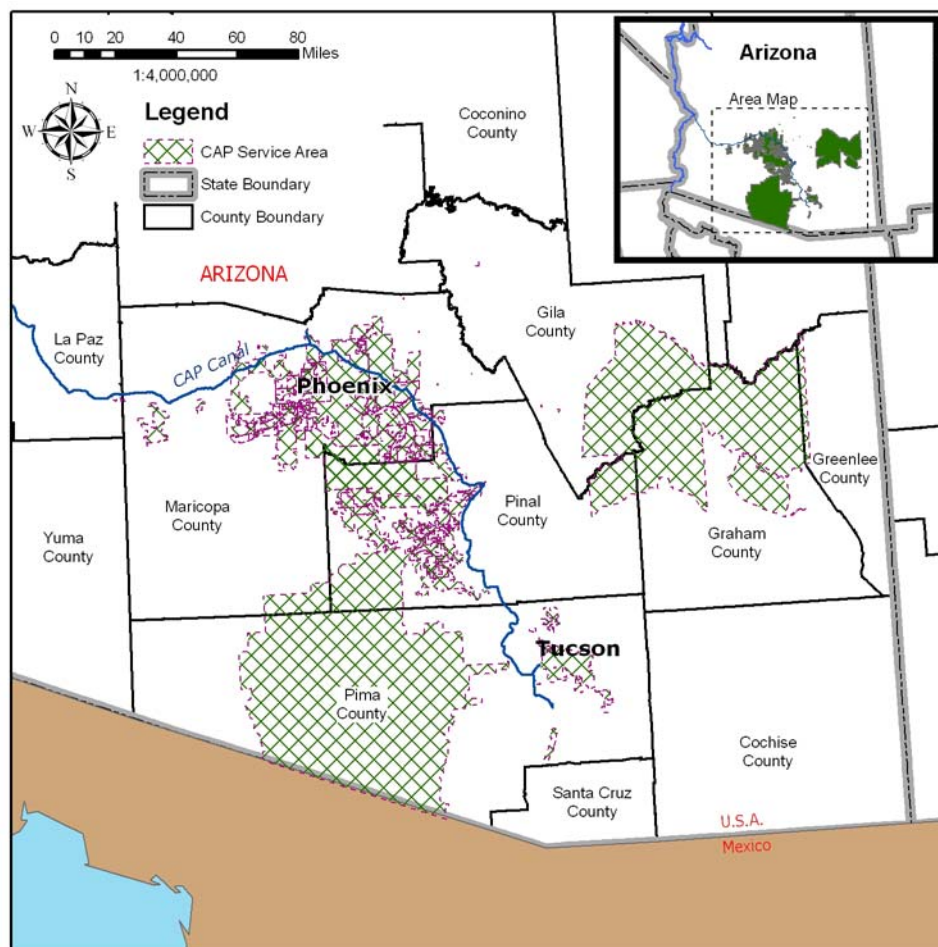 0 20 40 60 80
Miles
1:4,000,000
N
W E
S
Legend
CAP Service Area
State Boundary
County Boundary
Arizona
Area Map
Coconino
County
ARIZONA
La Paz
County
CAP Canal
Phoenix
Gila
County
Greenlee
County
Maricopa
County
Pinal
County
Graham
County
Yuma
County
Tucson
Pima
County
Cochise
County
Santa Cruz
County
U.S.A.
Mexico